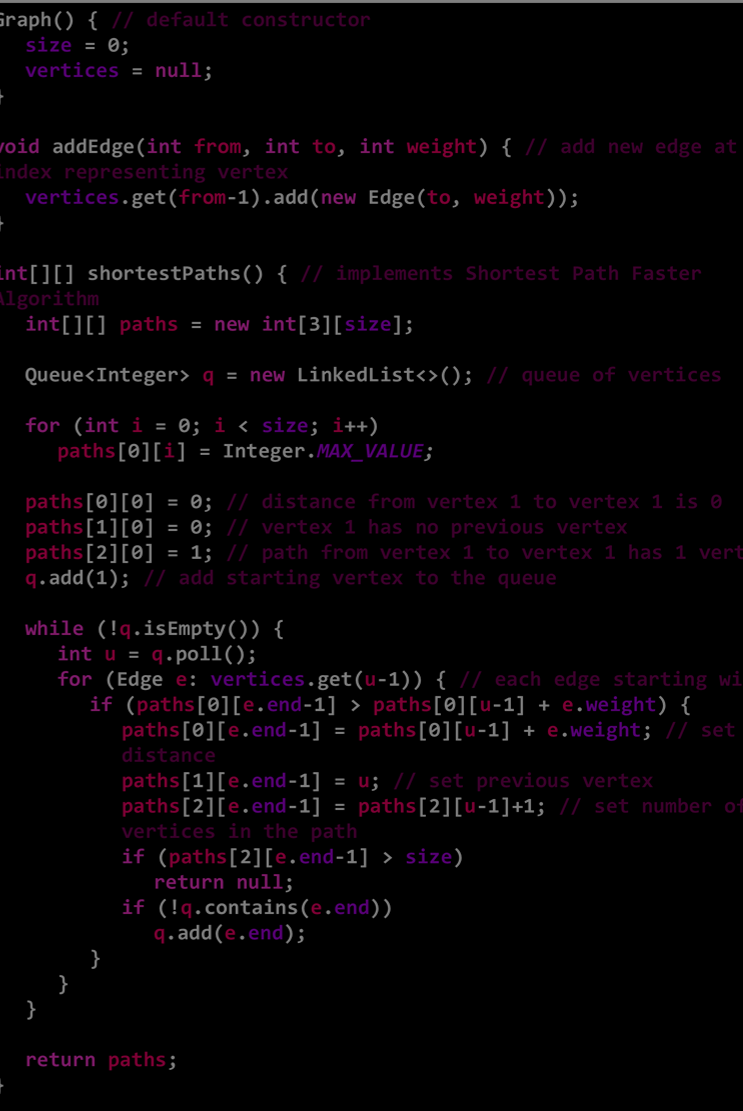 Graph() { // default constructor
size = 0;
vertices = null;
}
void addEdge(int from, int to, int weight) { // add new edge at
index representing vertex
vertices.get(from-1).add(new Edge(to, weight));
}
int[][] shortestPaths() { // implements Shortest Path Faster
Algorithm
int[][] paths = new int[3][size];
Queue<Integer> q = new LinkedList<>(); // queue of vertices
for (int i = 0; i < size; i++)
paths[0][i] = Integer.MAX_VALUE;
paths[0][0] = 0; // distance from vertex 1 to vertex 1 is 0
paths[1][0] = 0; // vertex 1 has no previous vertex
paths[2][0] = 1; // path from vertex 1 to vertex 1 has 1 vert
q.add(1); // add starting vertex to the queue
while (!q.isEmpty()) {
int u = q.poll();
for (Edge e: vertices.get(u-1)) { // each edge starting wi
if (paths[0][e.end-1] > paths[0][u-1] + e.weight) {
paths[0][e.end-1] = paths[0][u-1] + e.weight; // set
distance
paths[1][e.end-1] = u; // set previous vertex
paths[2][e.end-1] = paths[2][u-1]+1; // set number of
vertices in the path
if (paths[2][e.end-1] > size)
return null;
if (!q.contains(e.end))
q.add(e.end);
}
}
}
return paths;
}